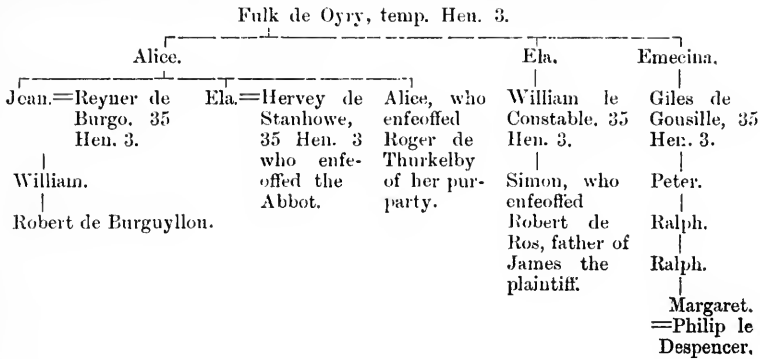 Fulk de Oyry, temp. Hen. 3.
Alice. Ela. Emecina.
Jean.=Reyner de Burgo. 35 Hen. 3.
William.
Robert de Burguyllon.
Ela.=Hervey de Stanhowe, 35 Hen. 3 who enfe-
offed the Abbot.
Alice, who
enfeoffed
Roger de
Thurkelby
of her pur-
party.
William le
Constable. 35
Hen. 3.
Simon, who
enfeoffed
Robert de
Ros, father of
James the
plaintiff.
Giles de
Gousille, 35
Hen. 3.
Peter.
Ralph.
Ralph.
Margaret.
=Philip le
Despencer.